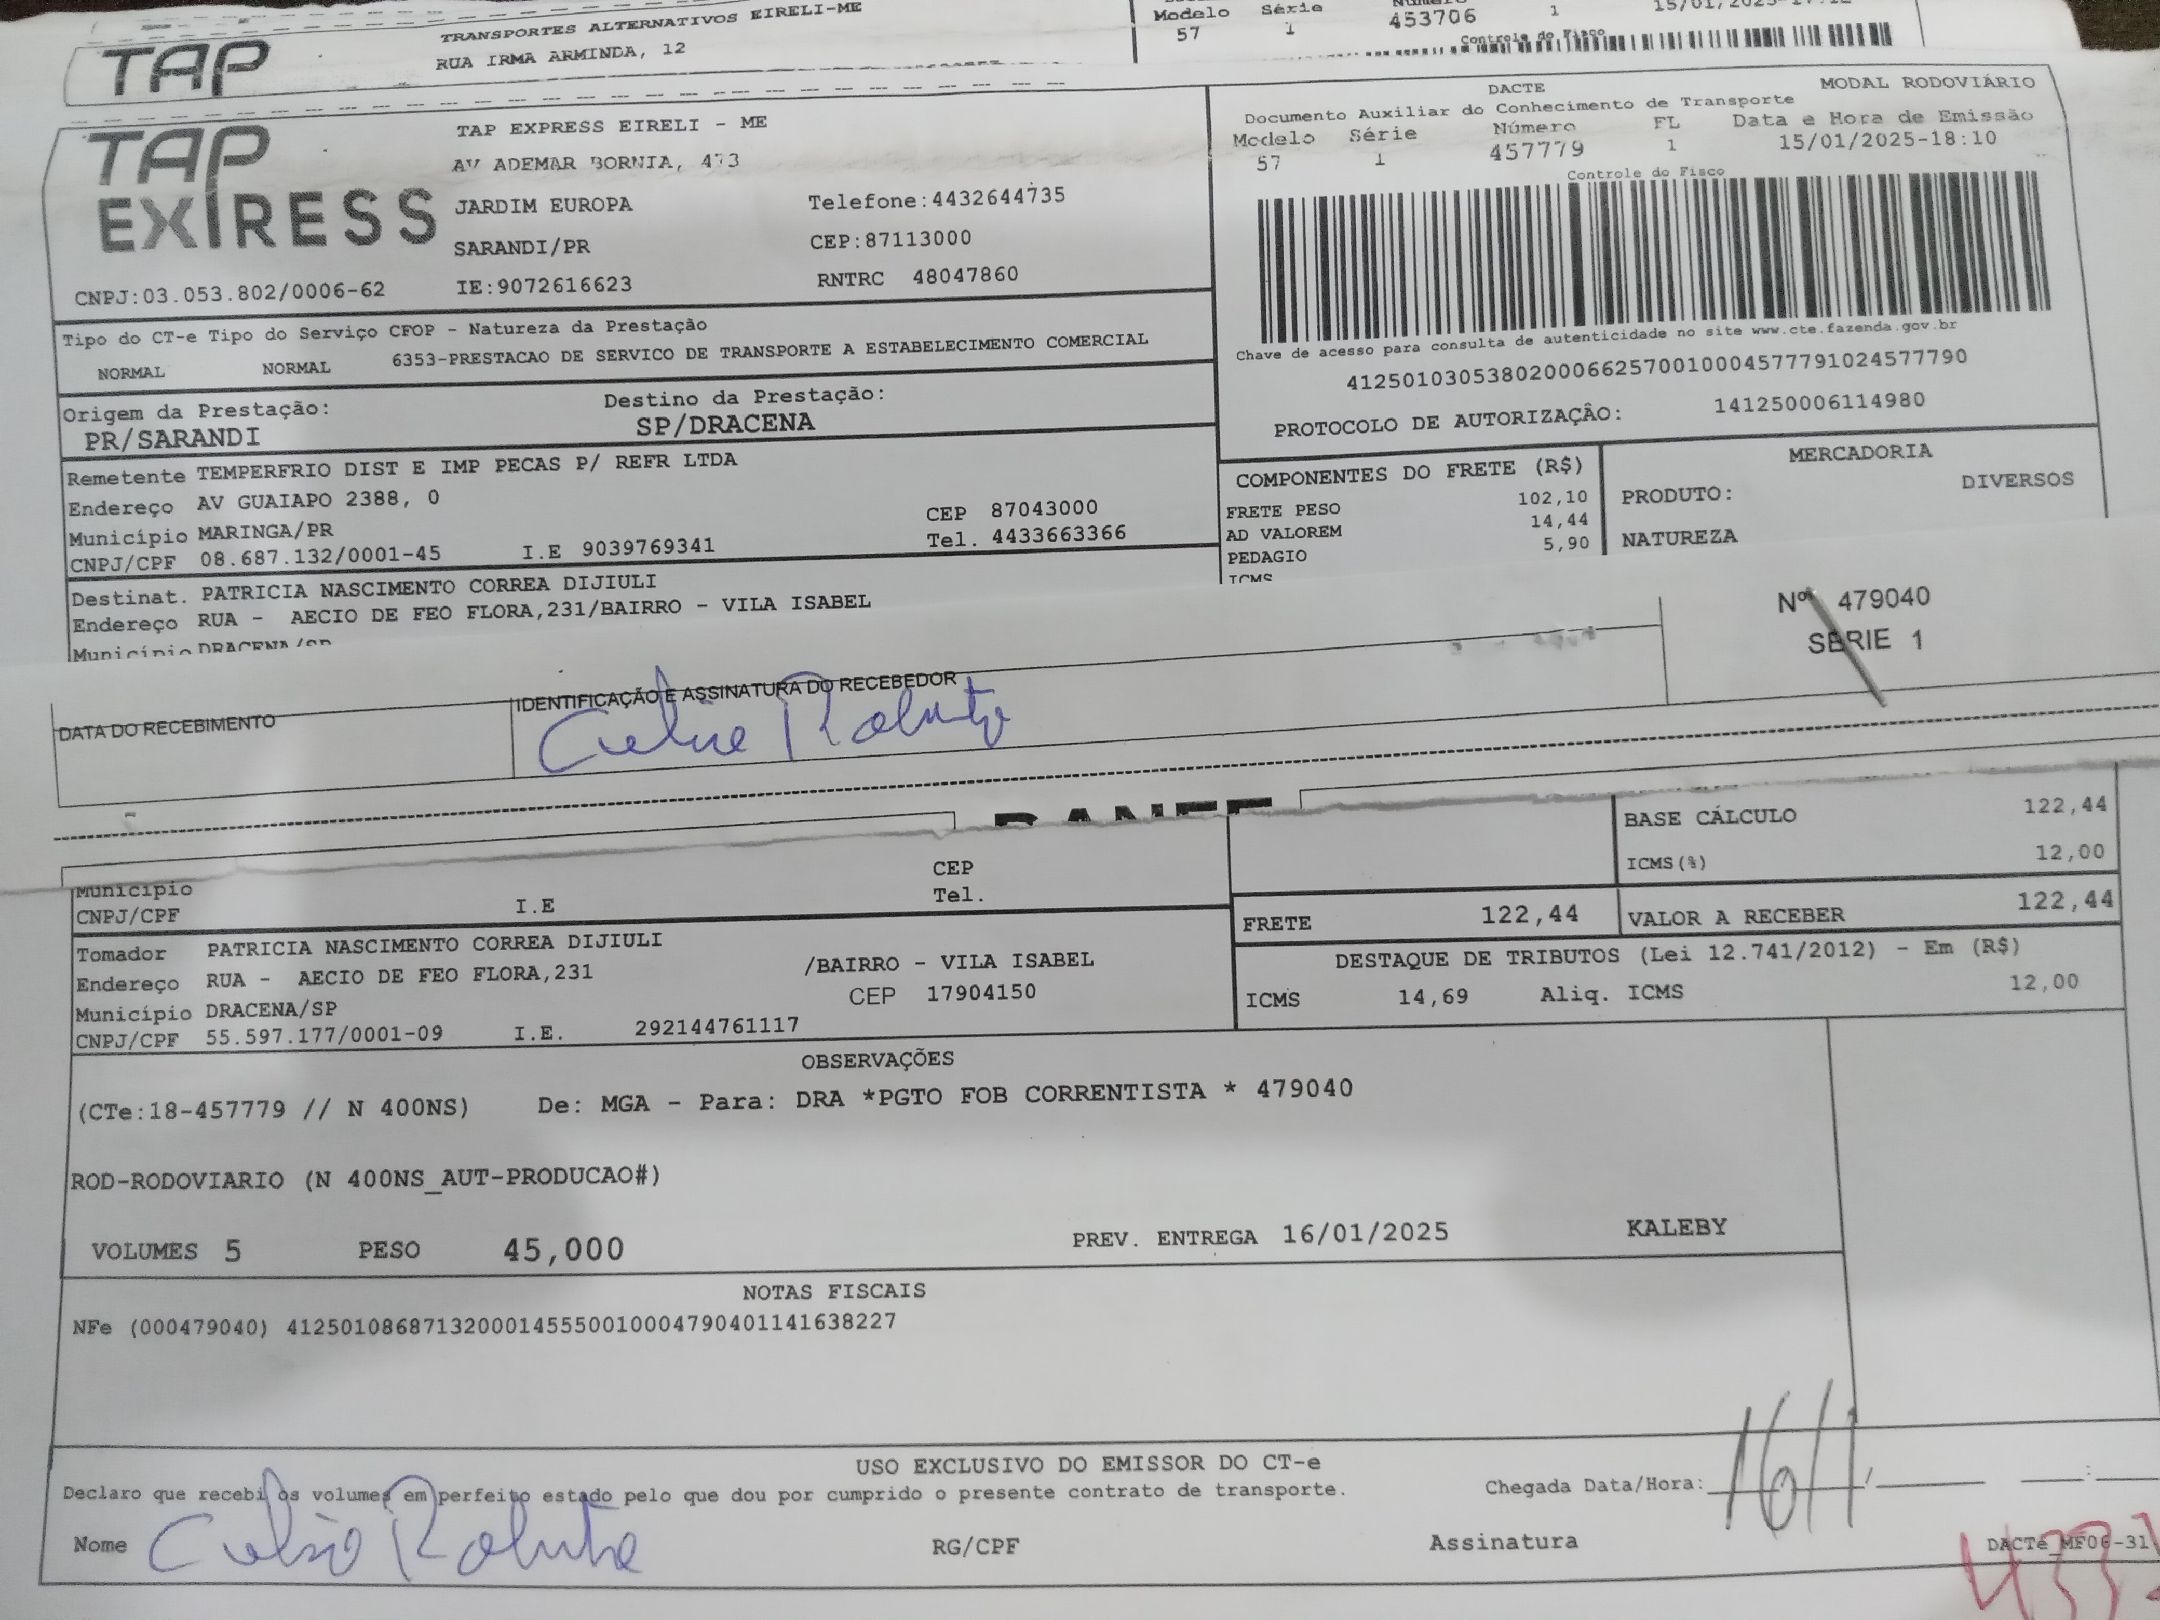 TAP
TRANSPORTES ALTERNATIVOS EIRELI-ME
RUA IRMA ARMINDA, 12
Modelo Série
57 1 453706 1
Controle do Fisco
TAP EXPRESS
TAP EXPRESS EIRELI - ME
AV ADEMAR BORNIA, 473
JARDIM EUROPA Telefone:4432644735
SARANDI/PR CEP:87113000
CNPJ:03.053.802/0006-62 IE:9072616623 RNTRC 48047860
DACTE MODAL RODOVIÁRIO
Documento Auxiliar do Conhecimento de Transporte
Modelo Série Número FL Data e Hora de Emissão
57 1 457779 1 15/01/2025-18:10
Controle do Fisco
Chave de acesso para consulta de autenticidade no site www.cte.fazenda.gov.br
41250103053802000662570010004577791024577790
PROTOCOLO DE AUTORIZAÇÂO: 141250006114980
Tipo do CT-e Tipo do Serviço CFOP - Natureza da Prestação
NORMAL NORMAL 6353-PRESTACAO DE SERVICO DE TRANSPORTE A ESTABELECIMENTO COMERCIAL
Origem da Prestação: Destino da Prestação:
PR/SARANDI SP/DRACENA
Remetente TEMPERFRIO DIST E IMP PECAS P/ REFR LTDA
Endereço AV GUAIAPO 2388, 0
Município MARINGA/PR CEP 87043000
CNPJ/CPF 08.687.132/0001-45 I.E 9039769341 Tel. 4433663366
Destinat. PATRICIA NASCIMENTO CORREA DIJIULI
Endereço RUA - AECIO DE FEO FLORA,231/BAIRRO - VILA ISABEL
Município DRACENA/SP
COMPONENTES DO FRETE (R$)
FRETE PESO 102,10
AD VALOREM 14,44
PEDAGIO 5,90
ICMS
MERCADORIA
PRODUTO: DIVERSOS
NATUREZA
Nº 479040
SÉRIE 1
DATA DO RECEBIMENTO
IDENTIFICAÇÃO E ASSINATURA DO RECEBEDOR
DANFE
BASE CÁLCULO 122,44
ICMS(%) 12,00
FRETE 122,44 VALOR A RECEBER 122,44
Município CEP
CNPJ/CPF I.E Tel.
Tomador PATRICIA NASCIMENTO CORREA DIJIULI
Endereço RUA - AECIO DE FEO FLORA,231 /BAIRRO - VILA ISABEL
Município DRACENA/SP CEP 17904150
CNPJ/CPF 55.597.177/0001-09 I.E. 292144761117
DESTAQUE DE TRIBUTOS (Lei 12.741/2012) - Em (R$)
ICMS 14,69 Aliq. ICMS 12,00
OBSERVAÇÕES
(CTe:18-457779 // N 400NS) De: MGA - Para: DRA *PGTO FOB CORRENTISTA * 479040
ROD-RODOVIARIO (N 400NS_AUT-PRODUCAO#)
VOLUMES 5 PESO 45,000 PREV. ENTREGA 16/01/2025 KALEBY
NOTAS FISCAIS
NFe (000479040) 41250108687132000145550010004790401141638227
USO EXCLUSIVO DO EMISSOR DO CT-e
Declaro que recebi os volumes em perfeito estado pelo que dou por cumprido o presente contrato de transporte.
Chegada Data/Hora: 16/1
Nome RG/CPF Assinatura DACTe_MF06-31